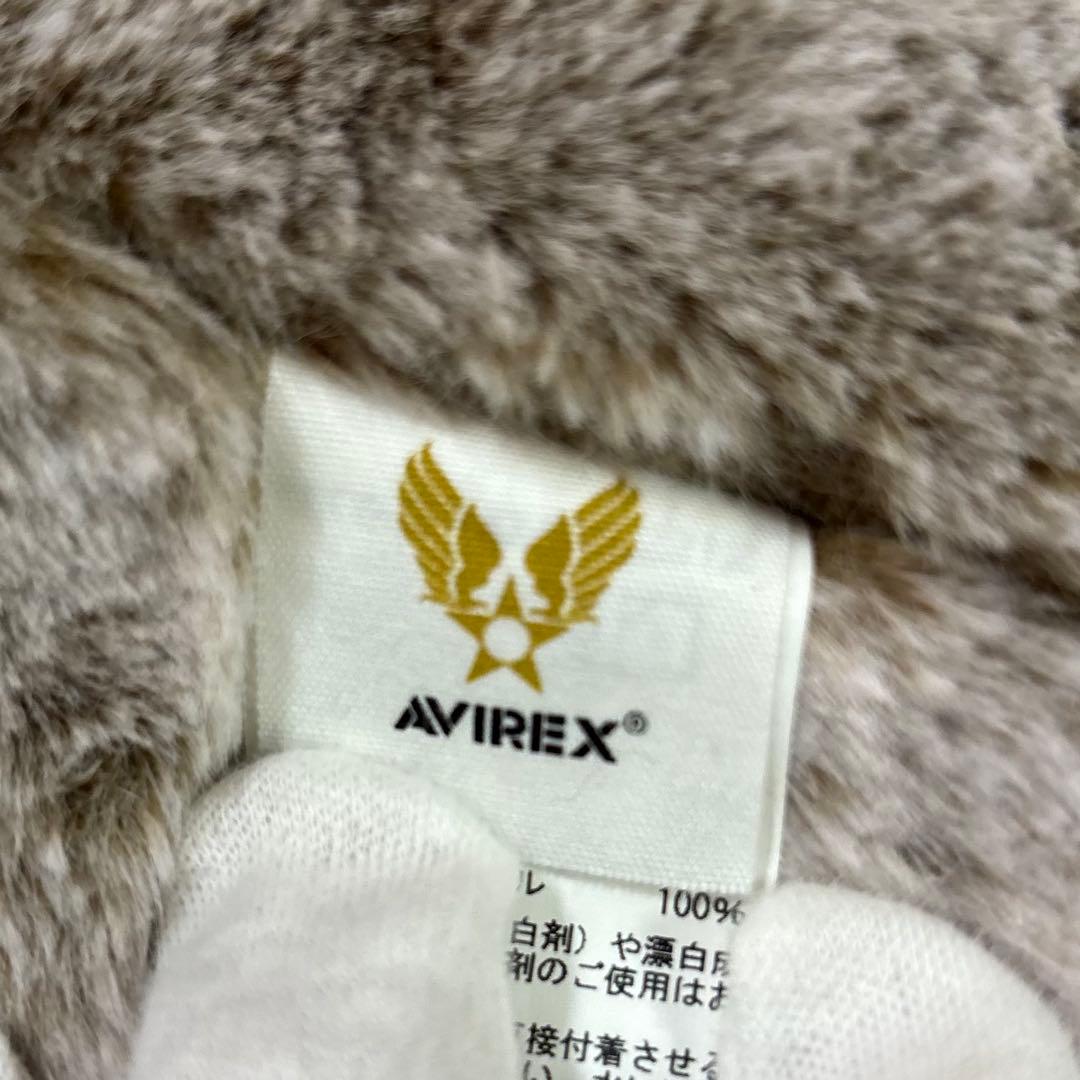 AVIREX®
ル 100%
白剤)や漂白
剤のご使用はお
接付着させる